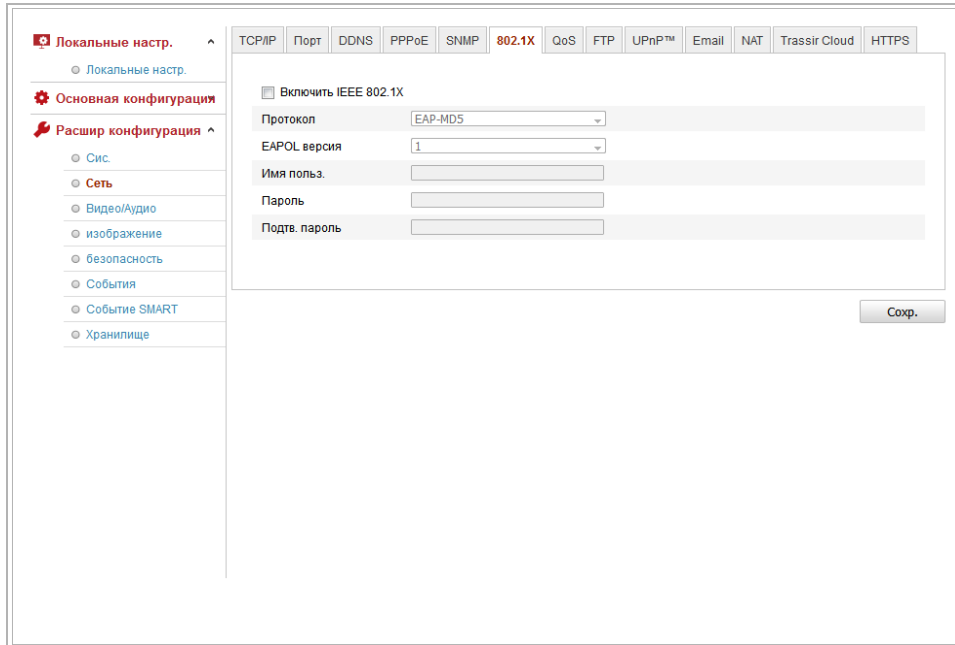 Локальные настр.
Локальные настр.
Основная конфигурация
Расшир конфигурация
Сис.
Сеть
Видео/Аудио
изображение
безопасность
События
Событие SMART
Хранилище
TCP/IP Порт DDNS PPPoE SNMP 802.1X QoS FTP UPnP™ Email NAT Trassir Cloud HTTPS
Включить IEEE 802.1X
Протокол EAP-MD5
EAPOL версия 1
Имя польз.
Пароль
Подтв. пароль
Сохр.